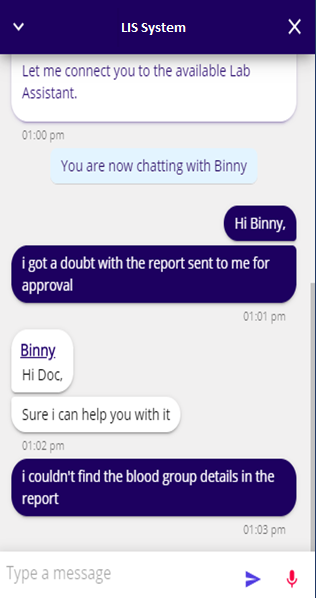 LIS System
Let me connect you to the available Lab
Assistant.
01:00 pm
You are now chatting with Binny
Hi Binny,
i got a doubt with the report sent to me for
approval
01:01 pm
Binny
Hi Doc,
Sure i can help you with it
01:02 pm
i couldn't find the blood group details in the
report
01:03 pm
Type a message